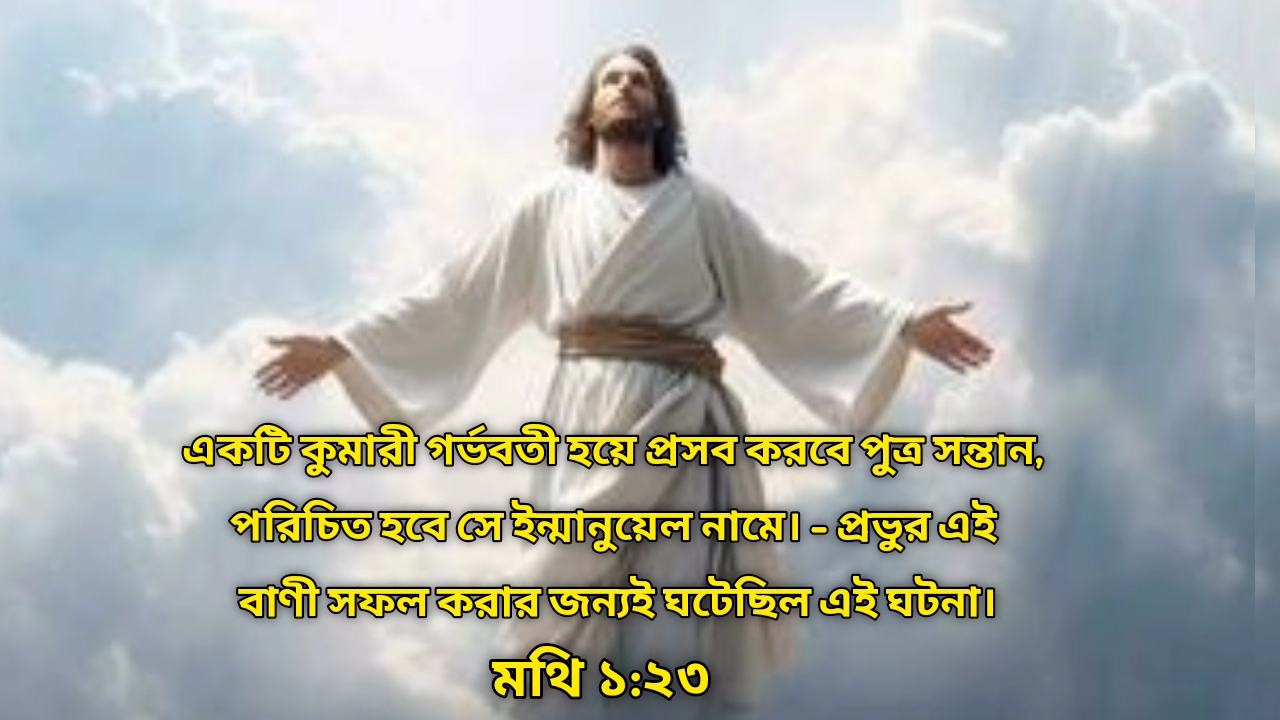 একটি কুমারী গর্ভবতী হয়ে প্রসব করবে পুত্র সন্তান,
পরিচিত হবে সে ইন্মানুয়েল নামে। - প্রভুর এই
বাণী সফল করার জন্যই ঘটেছিল এই ঘটনা।
মথি ১:২৩